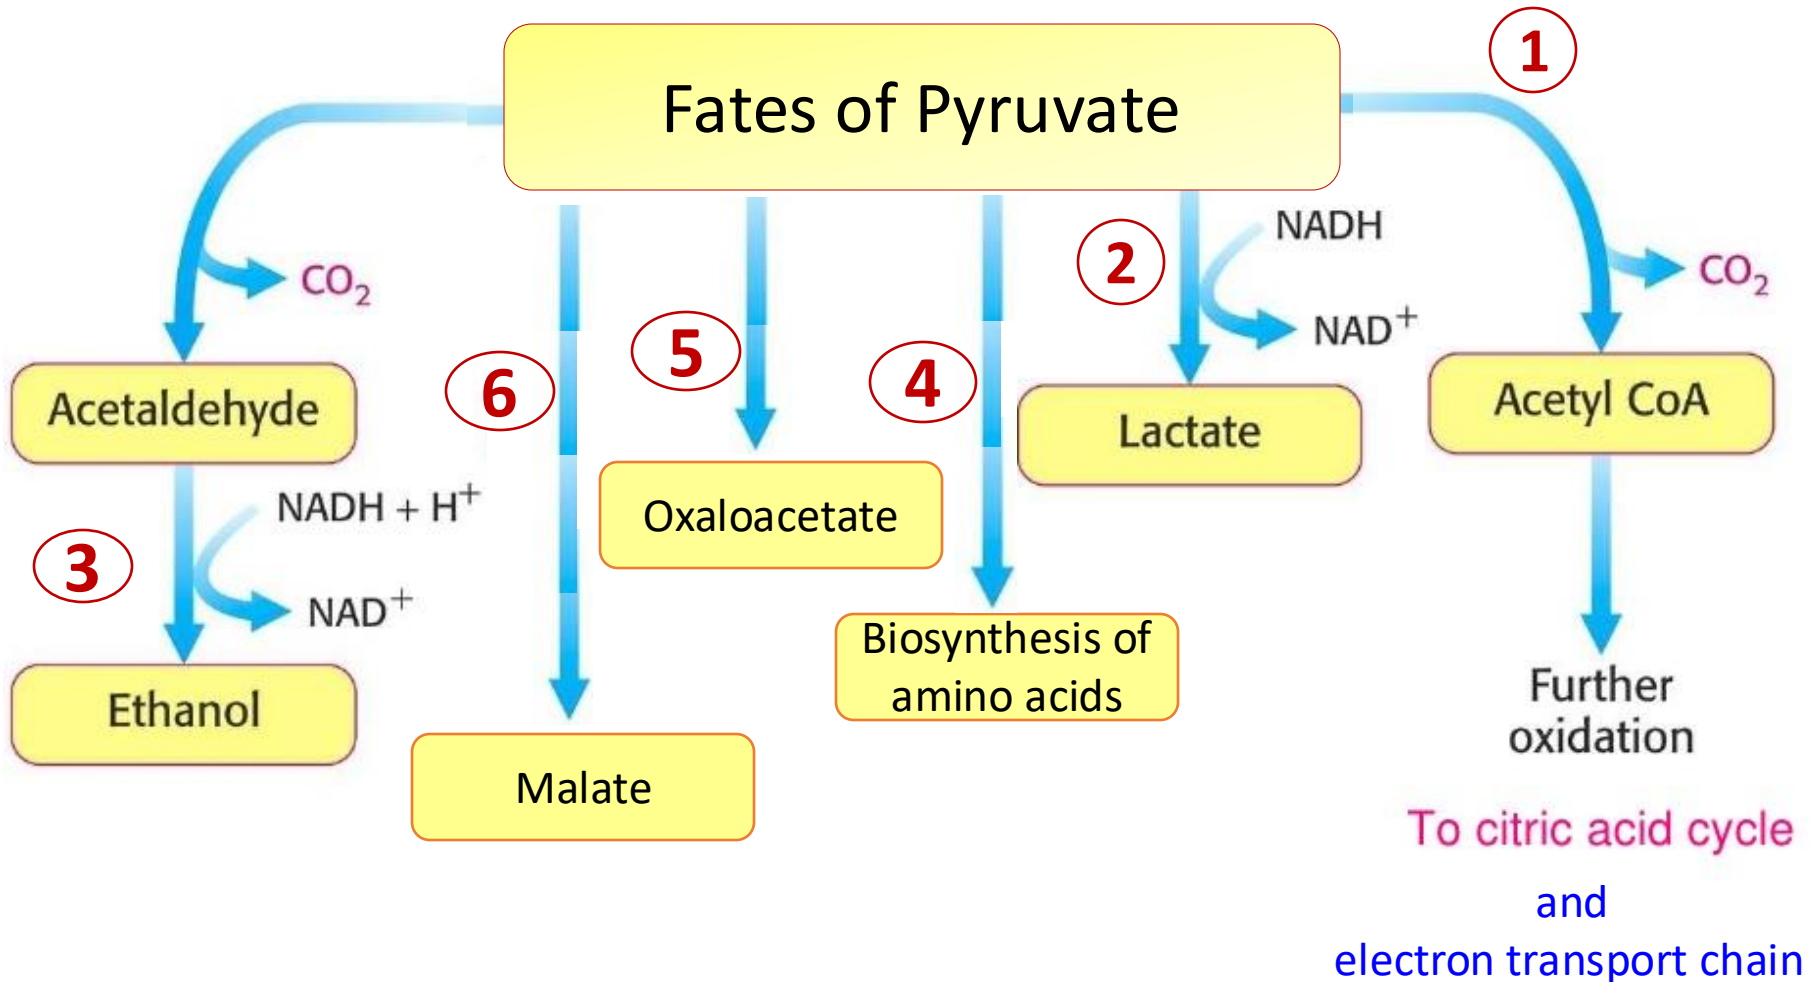 Fates of Pyruvate
1
CO2
Acetaldehyde
NADH + H+
3
NAD+
Ethanol
6
Malate
5
Oxaloacetate
4
Biosynthesis of
amino acids
2
NADH
NAD+
Lactate
CO2
Acetyl CoA
Further
oxidation
To citric acid cycle
and
electron transport chain